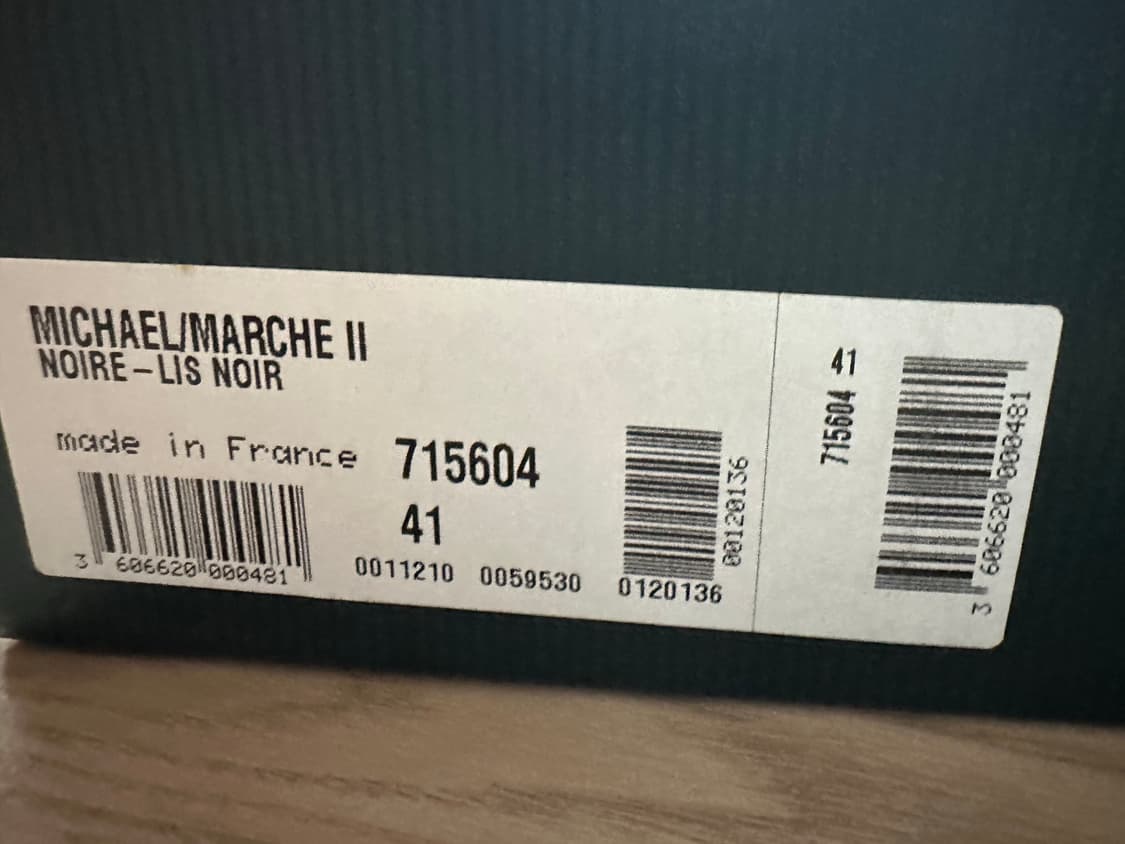 MICHAEL/MARCHE II
NOIRE-LIS NOIR
made in France 715604
41
3 606620 000481
0011210 0059530 0120136
00120136
715604 41
3 606620 000481